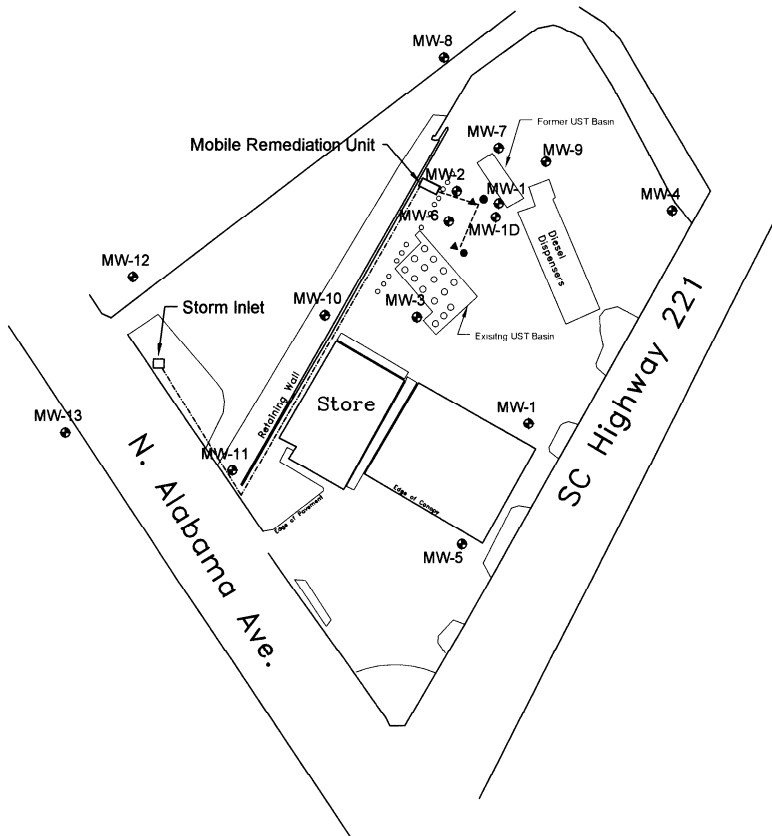 MW-8
MW-7
Former UST Basin
Mobile Remediation Unit
MW-9
MW-2
MW-1
MW-4
MW-6
MW-1D
Diesel
Dispensers
MW-12
Storm Inlet
MW-10
MW-3
Existing UST Basin
SC Highway 221
Retaining Wall
Store
MW-13
MW-1
MW-11
N. Alabama Ave.
Edge of Canopy
Edge of Pavement
MW-5